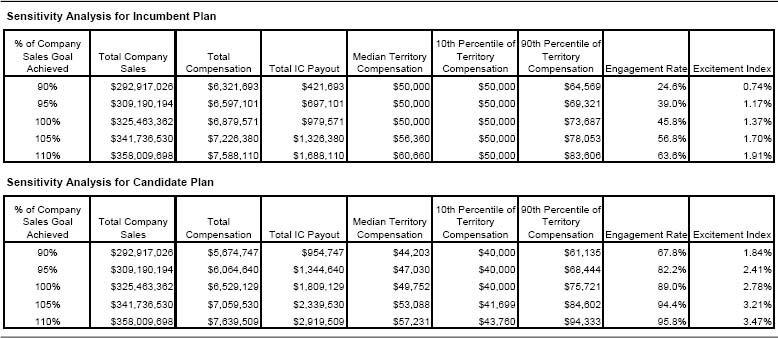 Sensitivity Analysis for Incumbent Plan
% of Company Sales Goal Achieved Total Company Sales Total Compensation Total IC Payout Median Territory Compensation 10th Percentile of Territory Compensation 90th Percentile of Territory Compensation Engagement Rate Excitement Index
90% $292,917,026 $6,321,693 $421,693 $50,000 $50,000 $64,569 24.6% 0.74%
95% $309,190,194 $6,597,101 $697,101 $50,000 $50,000 $69,321 39.0% 1.17%
100% $325,463,362 $6,879,571 $979,571 $50,000 $50,000 $73,687 45.8% 1.37%
105% $341,736,530 $7,226,380 $1,326,380 $56,360 $50,000 $78,053 56.8% 1.70%
110% $358,009,698 $7,588,110 $1,688,110 $60,660 $50,000 $83,606 63.6% 1.91%
Sensitivity Analysis for Candidate Plan
% of Company Sales Goal Achieved Total Company Sales Total Compensation Total IC Payout Median Territory Compensation 10th Percentile of Territory Compensation 90th Percentile of Territory Compensation Engagement Rate Excitement Index
90% $292,917,026 $5,674,747 $954,747 $44,203 $40,000 $61,135 67.8% 1.84%
95% $309,190,194 $6,064,640 $1,344,640 $47,030 $40,000 $68,444 82.2% 2.41%
100% $325,463,362 $6,529,129 $1,809,129 $49,752 $40,000 $75,721 89.0% 2.78%
105% $341,736,530 $7,059,530 $2,339,530 $53,088 $41,699 $84,602 94.4% 3.21%
110% $358,009,698 $7,639,509 $2,919,509 $57,231 $43,760 $94,333 95.8% 3.47%